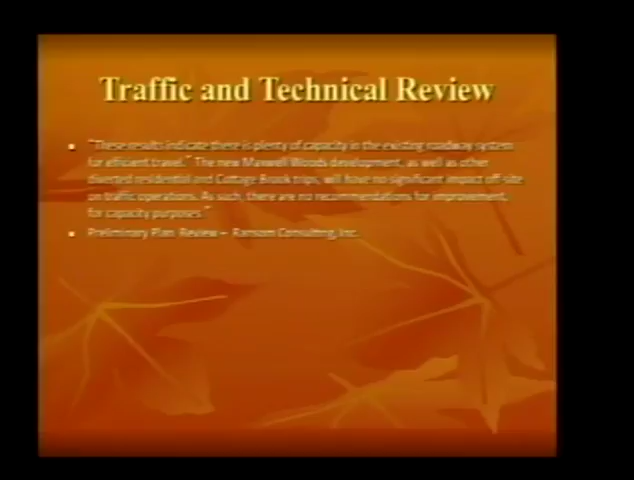 Traffic and Technical Review
"These results indicate there is plenty of capacity in the existing roadway system
for efficient travel." The new Maxwell Woods development, as well as other
diverted residential and Cottage Brook trips, will have no significant impact off-site
on traffic operations. As such, there are no recommendations for improvement,
for capacity purposes."
Preliminary Plan Review – Ransom Consulting, Inc.